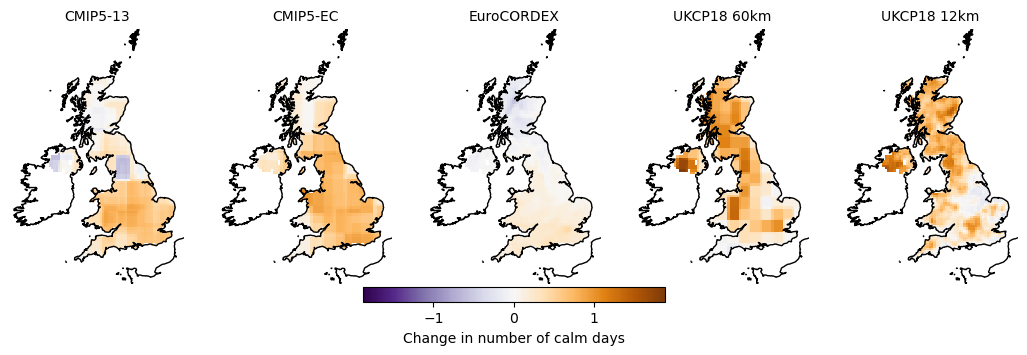 CMIP5-13
CMIP5-EC
EuroCORDEX
UKCP18 60km
UKCP18 12km
−1
0
1
Change in number of calm days